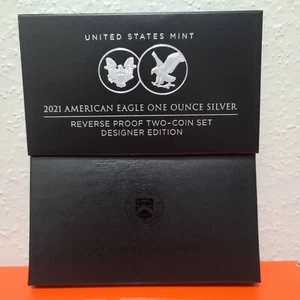 UNITED STATES MINT
2021 AMERICAN EAGLE ONE OUNCE SILVER
REVERSE PROOF TWO-COIN SET
DESIGNER EDITION